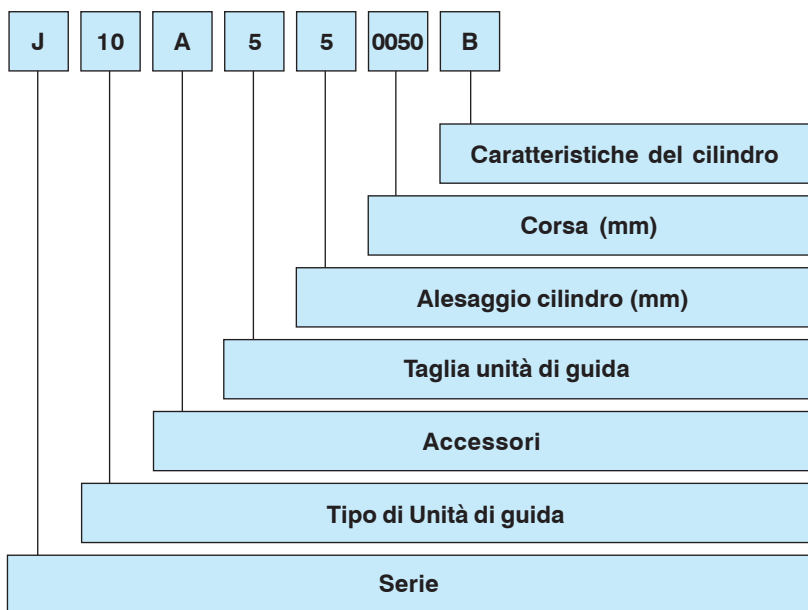 J 10 A 5 5 0050 B
Caratteristiche del cilindro
Corsa (mm)
Alesaggio cilindro (mm)
Taglia unità di guida
Accessori
Tipo di Unità di guida
Serie